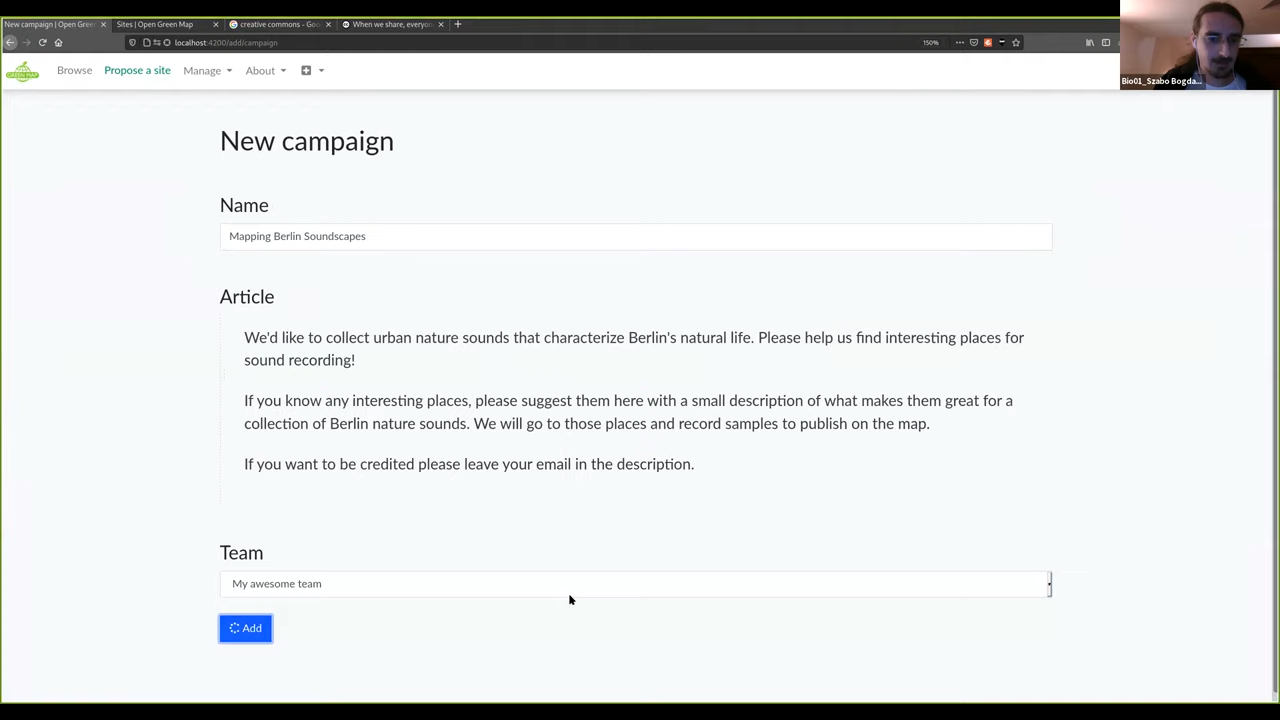 New campaign | Open Gree
Sites | Open Green Map
creative commons - Goo
When we share, everyon
localhost:4200/add/campaign
150%
GREEN MAP
Browse
Propose a site
Manage
About
Bio01_Szabo Bogda...
New campaign
Name
Mapping Berlin Soundscapes
Article
We'd like to collect urban nature sounds that characterize Berlin's natural life. Please help us find interesting places for
sound recording!
If you know any interesting places, please suggest them here with a small description of what makes them great for a
collection of Berlin nature sounds. We will go to those places and record samples to publish on the map.
If you want to be credited please leave your email in the description.
Team
My awesome team
Add